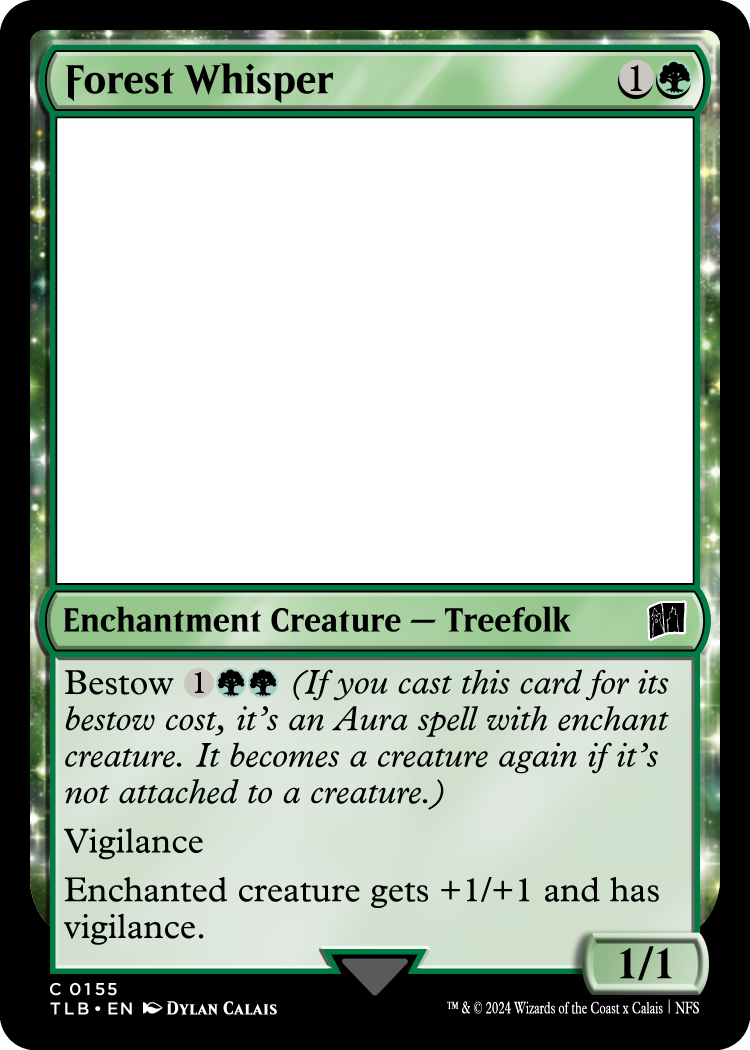 Forest Whisper 1
Enchantment Creature — Treefolk
Bestow 1 (If you cast this card for its
bestow cost, it's an Aura spell with enchant
creature. It becomes a creature again if it's
not attached to a creature.)
Vigilance
Enchanted creature gets +1/+1 and has
vigilance.
1/1
C 0155
TLB • EN Dylan Calais
™ & © 2024 Wizards of the Coast x Calais | NFS